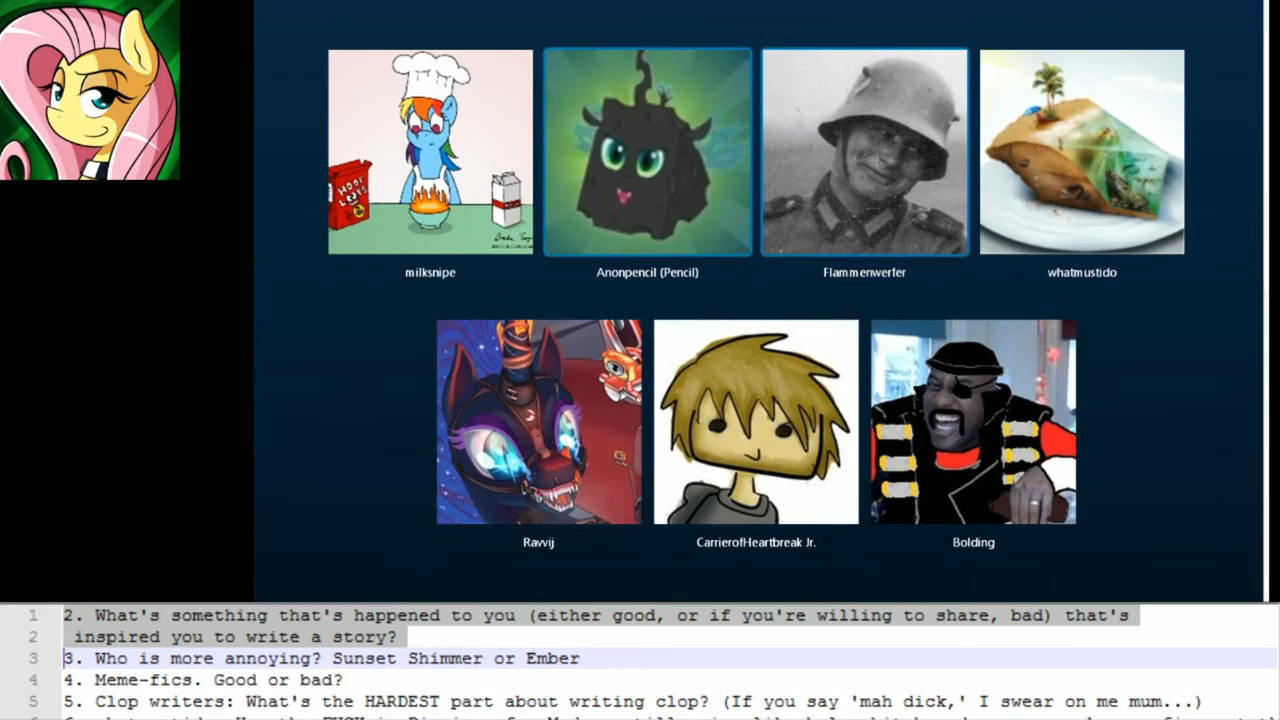 HOOF
milksnipe
Anonpencil (Pencil)
Flammenwerfer
whatmustido
Ravvij
CarrierofHeartbreak Jr.
Bolding
1 2. What's something that's happened to you (either good, or if you're willing to share, bad) that's
2 inspired you to write a story?
3 3. Who is more annoying? Sunset Shimmer or Ember
4 4. Meme-fics. Good or bad?
5 5. Clop writers: What's the HARDEST part about writing clop? (If you say 'mah dick,' I swear on me mum...)